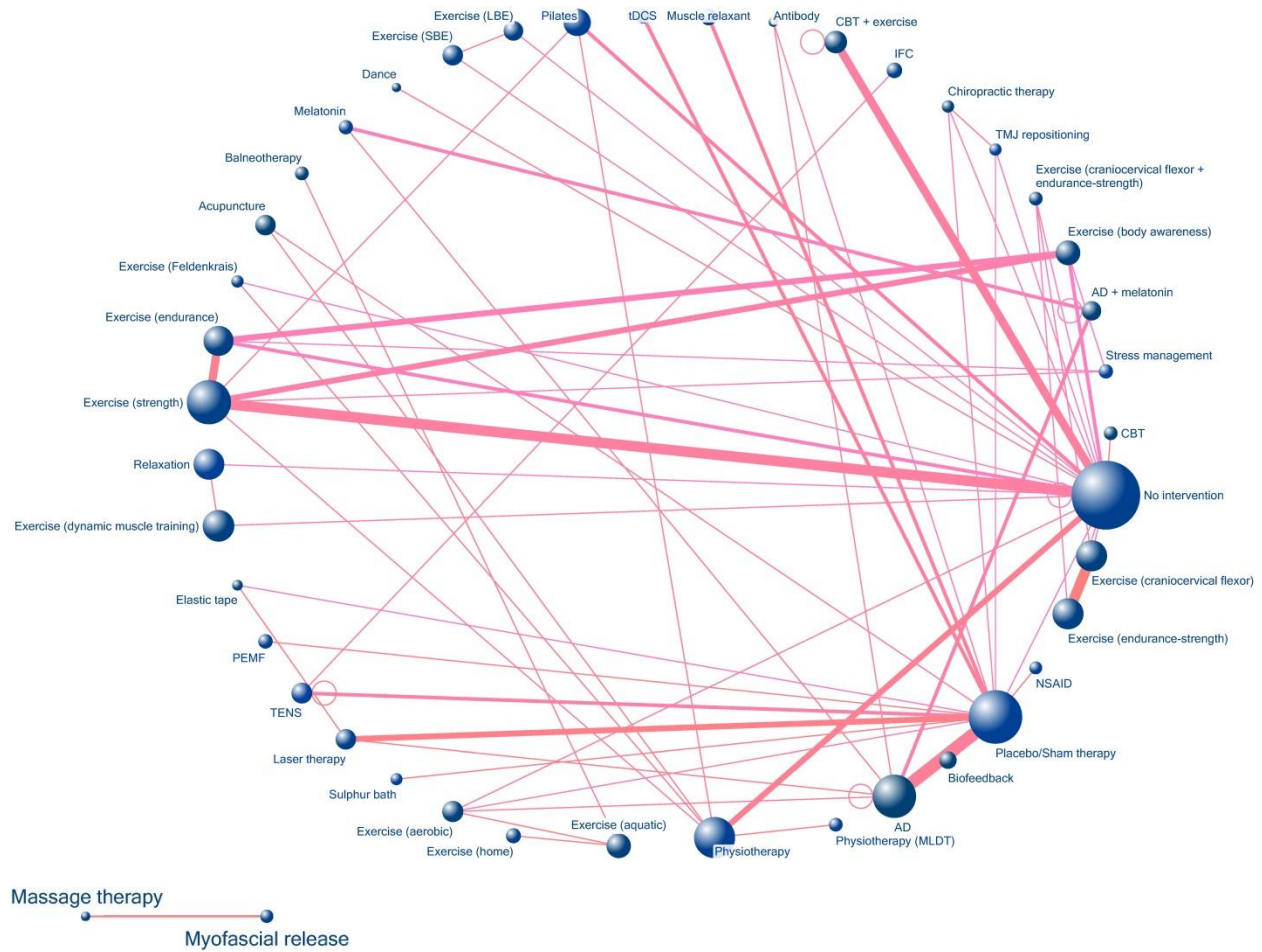 Exercise (LBE)
Pilates
tDCS
Muscle relaxant
Antibody
CBT + exercise
Exercise (SBE)
IFC
Dance
Chiropractic therapy
Melatonin
TMJ repositioning
Balneotherapy
Exercise (craniocervical flexor +
endurance-strength)
Acupuncture
Exercise (body awareness)
Exercise (Feldenkrais)
AD + melatonin
Exercise (endurance)
Stress management
Exercise (strength)
CBT
Relaxation
No intervention
Exercise (dynamic muscle training)
Exercise (craniocervical flexor)
Elastic tape
Exercise (endurance-strength)
PEMF
NSAID
TENS
Placebo/Sham therapy
Laser therapy
Biofeedback
Sulphur bath
Exercise (aerobic)
Exercise (aquatic)
AD
Exercise (home)
Physiotherapy
Physiotherapy (MLDT)
Massage therapy
Myofascial release